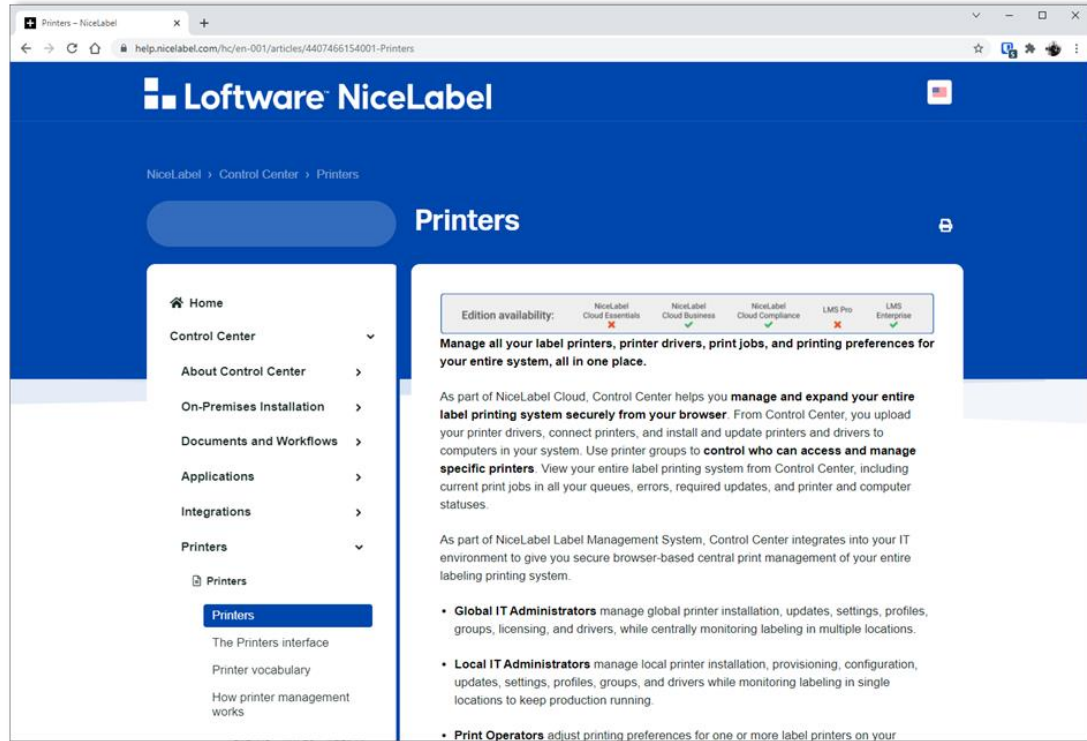 Printers – NiceLabel
help.nicelabel.com/hc/en-001/articles/4407466154001-Printers
Loftware NiceLabel
NiceLabel › Control Center › Printers
Printers
Home
Control Center
About Control Center
On-Premises Installation
Documents and Workflows
Applications
Integrations
Printers
Printers
Printers
The Printers interface
Printer vocabulary
How printer management
works
Edition availability:
NiceLabel
Cloud Essentials
NiceLabel
Cloud Business
NiceLabel
Cloud Compliance
LMS Pro
LMS
Enterprise
Manage all your label printers, printer drivers, print jobs, and printing preferences for
your entire system, all in one place.
As part of NiceLabel Cloud, Control Center helps you manage and expand your entire
label printing system securely from your browser. From Control Center, you upload
your printer drivers, connect printers, and install and update printers and drivers to
computers in your system. Use printer groups to control who can access and manage
specific printers. View your entire label printing system from Control Center, including
current print jobs in all your queues, errors, required updates, and printer and computer
statuses.
As part of NiceLabel Label Management System, Control Center integrates into your IT
environment to give you secure browser-based central print management of your entire
labeling printing system.
• Global IT Administrators manage global printer installation, updates, settings, profiles,
groups, licensing, and drivers, while centrally monitoring labeling in multiple locations.
• Local IT Administrators manage local printer installation, provisioning, configuration,
updates, settings, profiles, groups, and drivers while monitoring labeling in single
locations to keep production running.
• Print Operators adjust printing preferences for one or more label printers on your